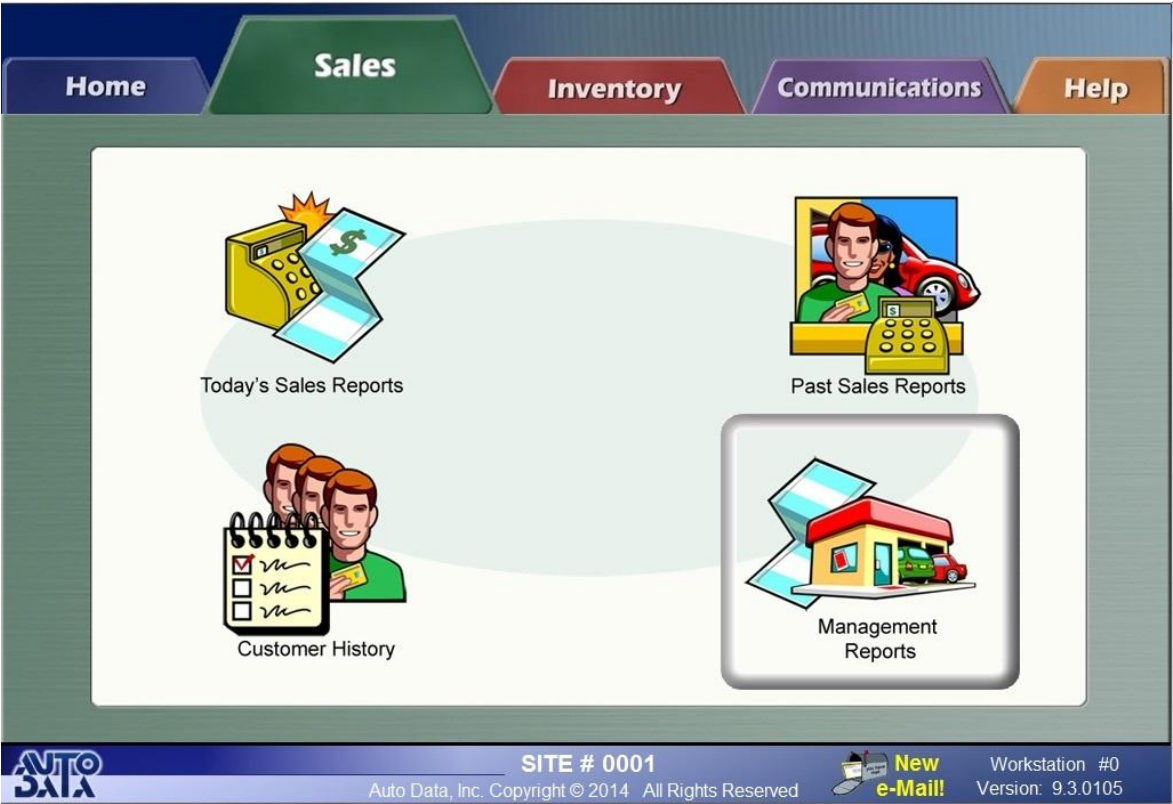 Home
Sales
Inventory
Communications
Help
$
Today's Sales Reports
$
Past Sales Reports
Customer History
Management
Reports
AUTO
DATA
SITE # 0001
Auto Data, Inc. Copyright © 2014 All Rights Reserved
New
e-Mail!
Workstation #0
Version: 9.3.0105